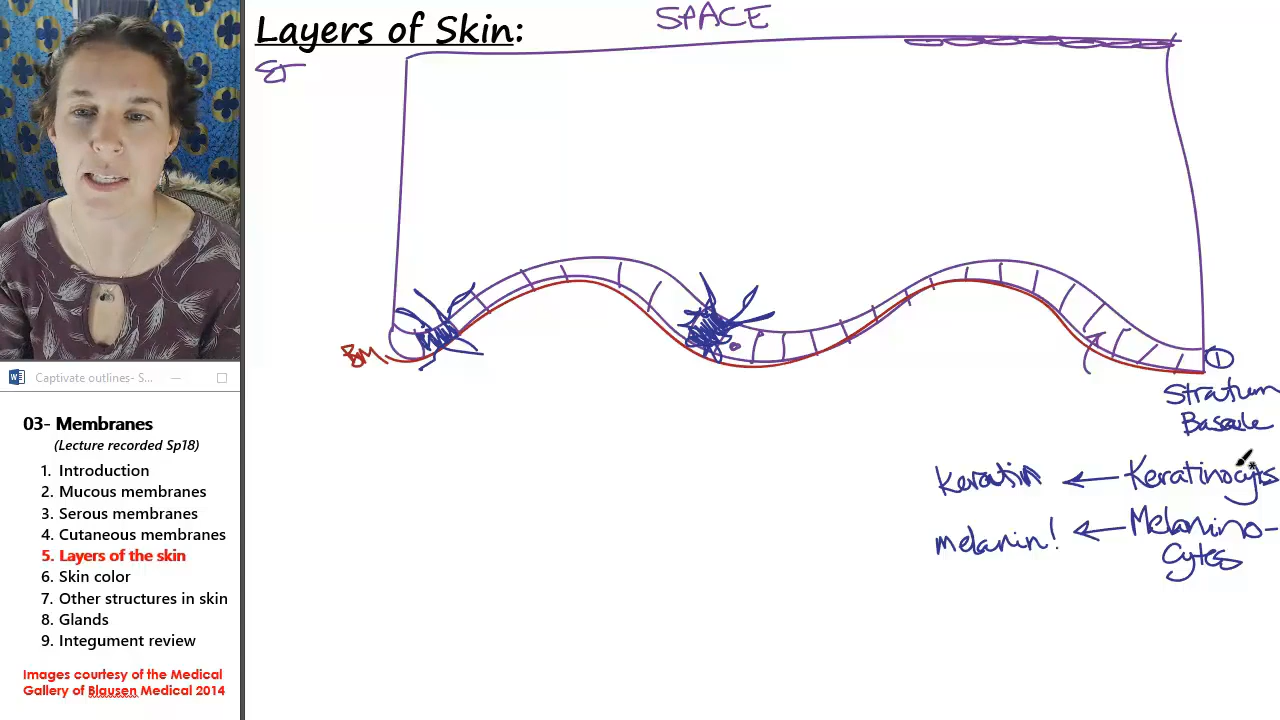 Layers of Skin:
SPACE
ST
BM
1
Stratum
Basale
Keratin ← Keratinocyts
melanin! ← Melanino-
cytes
Captivate outlines- S...
03- Membranes
(Lecture recorded Sp18)
1. Introduction
2. Mucous membranes
3. Serous membranes
4. Cutaneous membranes
5. Layers of the skin
6. Skin color
7. Other structures in skin
8. Glands
9. Integument review
Images courtesy of the Medical
Gallery of Blausen Medical 2014